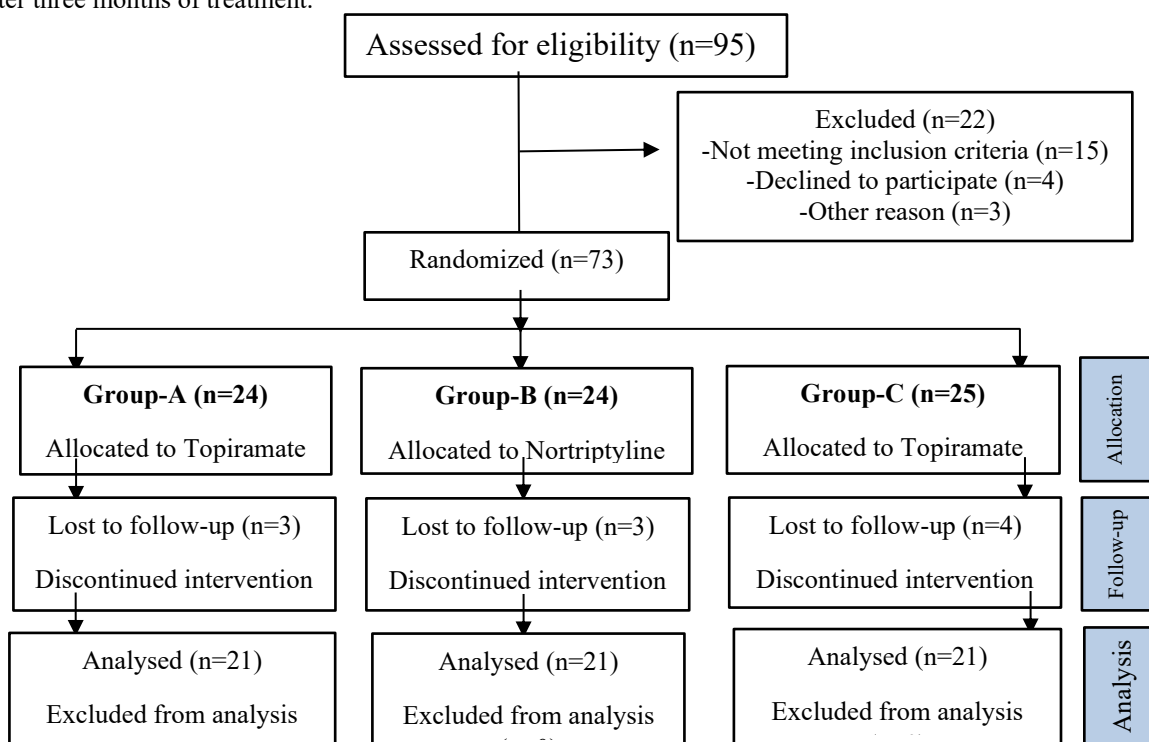 ter three months of treatment.
Assessed for eligibility (n=95)
Excluded (n=22)
-Not meeting inclusion criteria (n=15)
-Declined to participate (n=4)
-Other reason (n=3)
Randomized (n=73)
Group-A (n=24)
Allocated to Topiramate
Group-B (n=24)
Allocated to Nortriptyline
Group-C (n=25)
Allocated to Topiramate
Allocation
Lost to follow-up (n=3)
Discontinued intervention
Lost to follow-up (n=3)
Discontinued intervention
Lost to follow-up (n=4)
Discontinued intervention
Follow-up
Analysed (n=21)
Excluded from analysis
Analysed (n=21)
Excluded from analysis
Analysed (n=21)
Excluded from analysis
Analysis